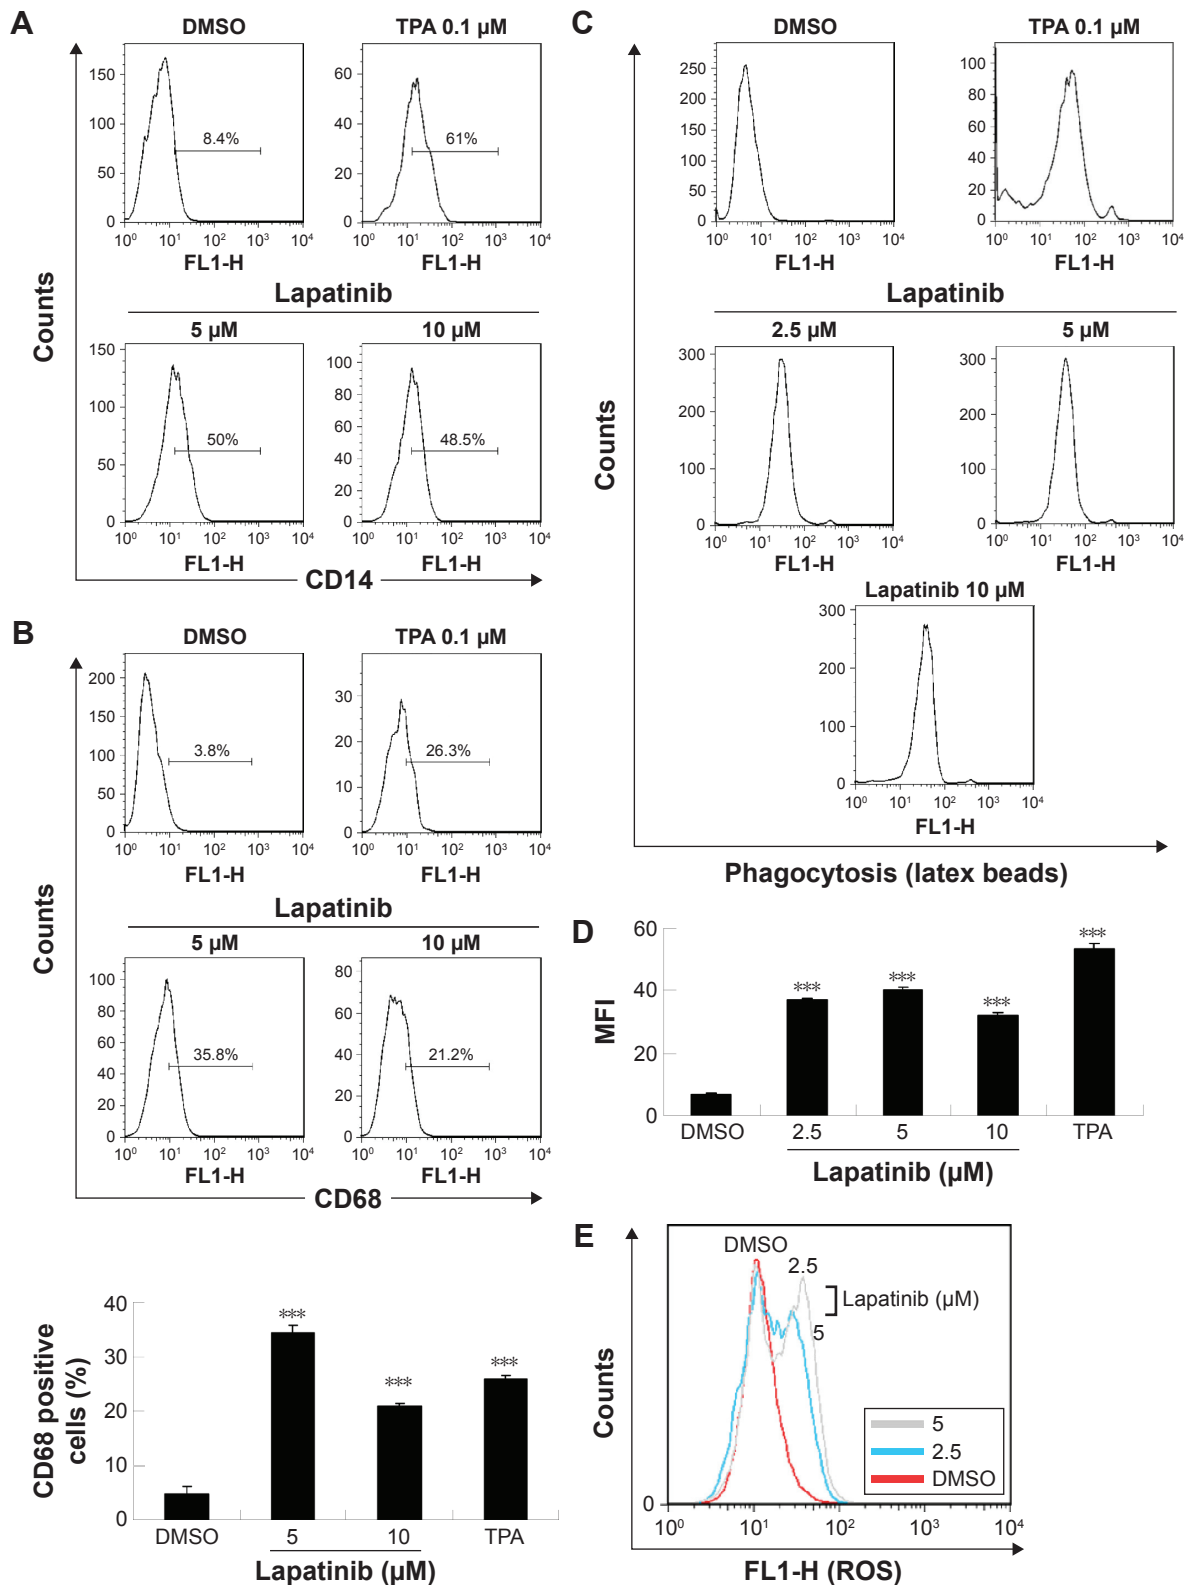 A
DMSO
TPA 0.1 µM
150
100
50
0
8.4%
10⁰ 10¹ 10² 10³ 10⁴
FL1-H
60
40
20
0
61%
10⁰ 10¹ 10² 10³ 10⁴
FL1-H
Lapatinib
5 µM
10 µM
150
100
50
0
50%
10⁰ 10¹ 10² 10³ 10⁴
FL1-H
100
80
60
40
20
0
48.5%
10⁰ 10¹ 10² 10³ 10⁴
FL1-H
Counts
CD14
B
DMSO
TPA 0.1 µM
200
150
100
50
0
3.8%
10⁰ 10¹ 10² 10³ 10⁴
FL1-H
30
20
10
0
26.3%
10⁰ 10¹ 10² 10³ 10⁴
FL1-H
Lapatinib
5 µM
10 µM
100
80
60
40
20
0
35.8%
10⁰ 10¹ 10² 10³ 10⁴
FL1-H
80
60
40
20
0
21.2%
10⁰ 10¹ 10² 10³ 10⁴
FL1-H
Counts
CD68
CD68 positive
cells (%)
40
30
20
10
0
***
***
***
DMSO 5 10 TPA
Lapatinib (µM)
C
DMSO
TPA 0.1 µM
250
200
150
100
50
0
10⁰ 10¹ 10² 10³ 10⁴
FL1-H
100
80
60
40
20
0
10⁰ 10¹ 10² 10³ 10⁴
FL1-H
Lapatinib
2.5 µM
5 µM
300
200
100
0
10⁰ 10¹ 10² 10³ 10⁴
FL1-H
300
200
100
0
10⁰ 10¹ 10² 10³ 10⁴
FL1-H
Lapatinib 10 µM
300
200
100
0
10⁰ 10¹ 10² 10³ 10⁴
FL1-H
Counts
Phagocytosis (latex beads)
D
MFI
60
40
20
0
***
***
***
***
DMSO 2.5 5 10 TPA
Lapatinib (µM)
E
Counts
DMSO
2.5
5
Lapatinib (µM)
5
2.5
DMSO
0
10⁰ 10¹ 10² 10³ 10⁴
FL1-H (ROS)